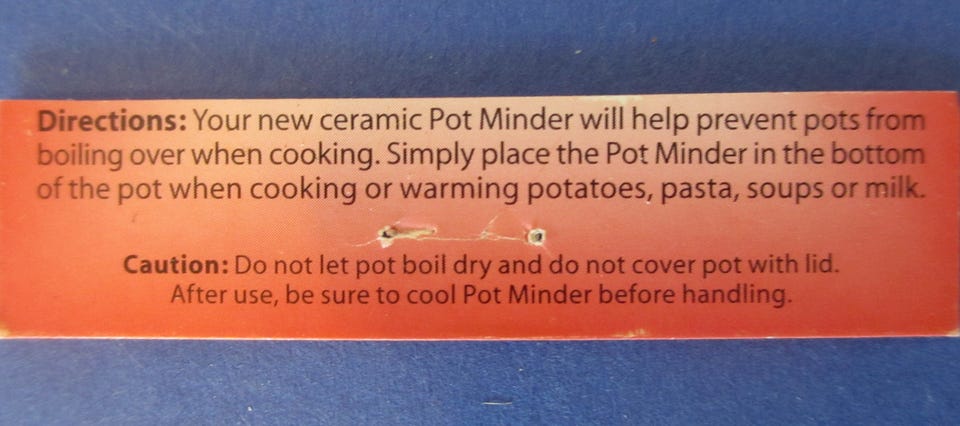 Directions: Your new ceramic Pot Minder will help prevent pots from
boiling over when cooking. Simply place the Pot Minder in the bottom
of the pot when cooking or warming potatoes, pasta, soups or milk.
Caution: Do not let pot boil dry and do not cover pot with lid.
After use, be sure to cool Pot Minder before handling.